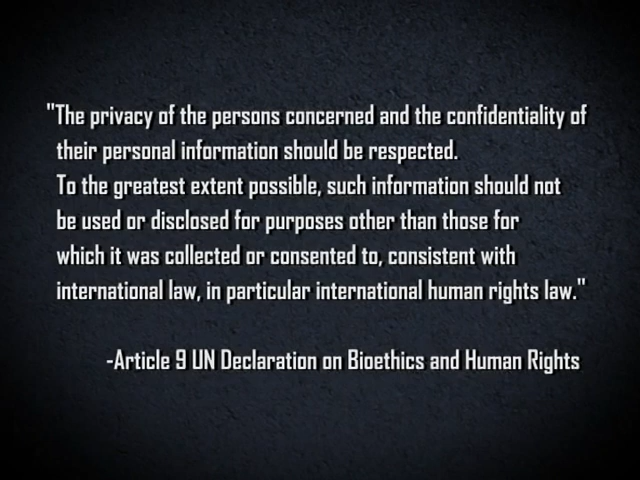 "The privacy of the persons concerned and the confidentiality of
their personal information should be respected.
To the greatest extent possible, such information should not
be used or disclosed for purposes other than those for
which it was collected or consented to, consistent with
international law, in particular international human rights law."
-Article 9 UN Declaration on Bioethics and Human Rights